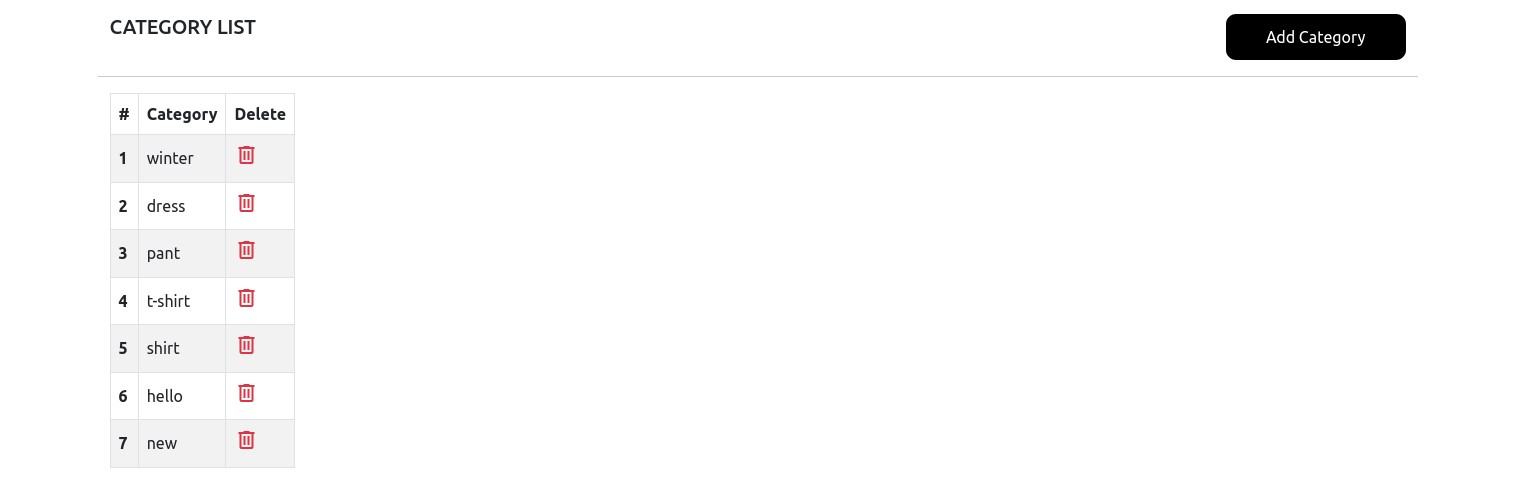 CATEGORY LIST
Add Category
# Category Delete
1 winter
2 dress
3 pant
4 t-shirt
5 shirt
6 hello
7 new